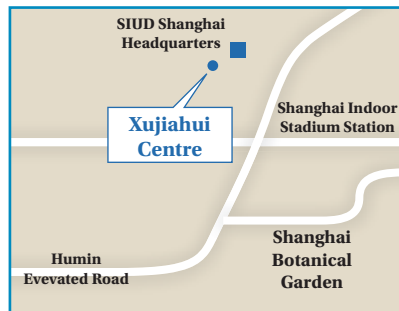 SIUD Shanghai
Headquarters
Xujiahui
Centre
Shanghai Indoor
Stadium Station
Humin
Evevated Road
Shanghai
Botanical
Garden